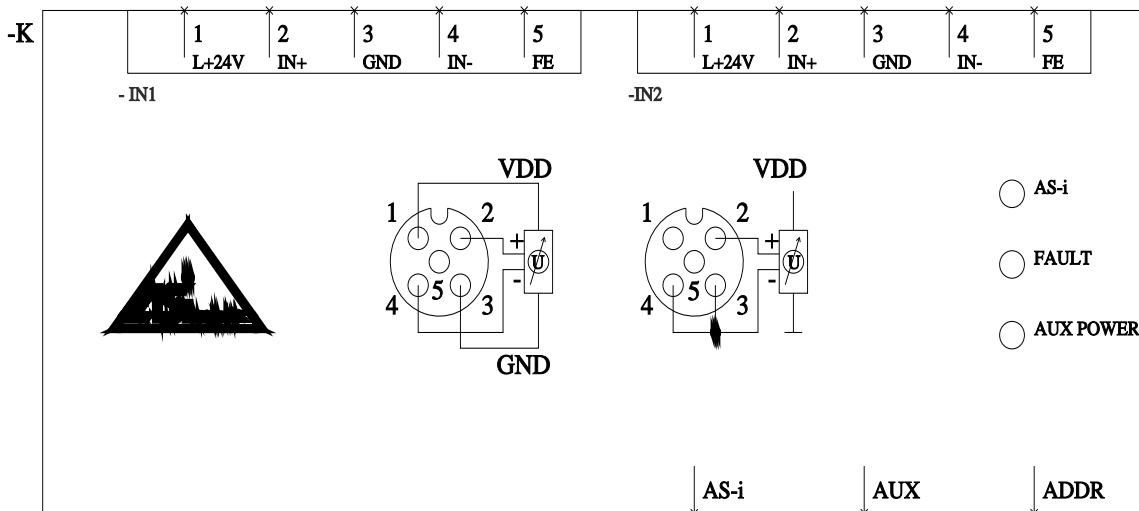 -K
1 2 3 4 5 1 2 3 4 5
L+24V IN+ GND IN- FE L+24V IN+ GND IN- FE
- IN1 -IN2
VDD VDD
1 2 1 2
+ +
U U
- -
5 5
4 3 4 3
GND
AS-i
FAULT
AUX POWER
AS-i AUX ADDR